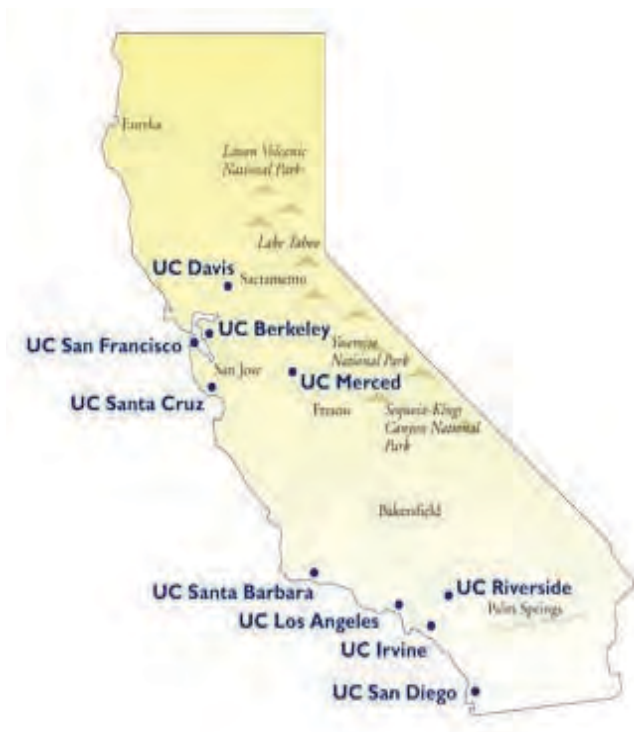 Eureka
Lassen Volcanic
National Park
Lake Tahoe
UC Davis
Sacramento
UC Berkeley
UC San Francisco
Yosemite
National Park
San Jose
UC Merced
UC Santa Cruz
Fresno
Sequoia-Kings
Canyon National
Park
Bakersfield
UC Santa Barbara
UC Riverside
Palm Springs
UC Los Angeles
UC Irvine
UC San Diego